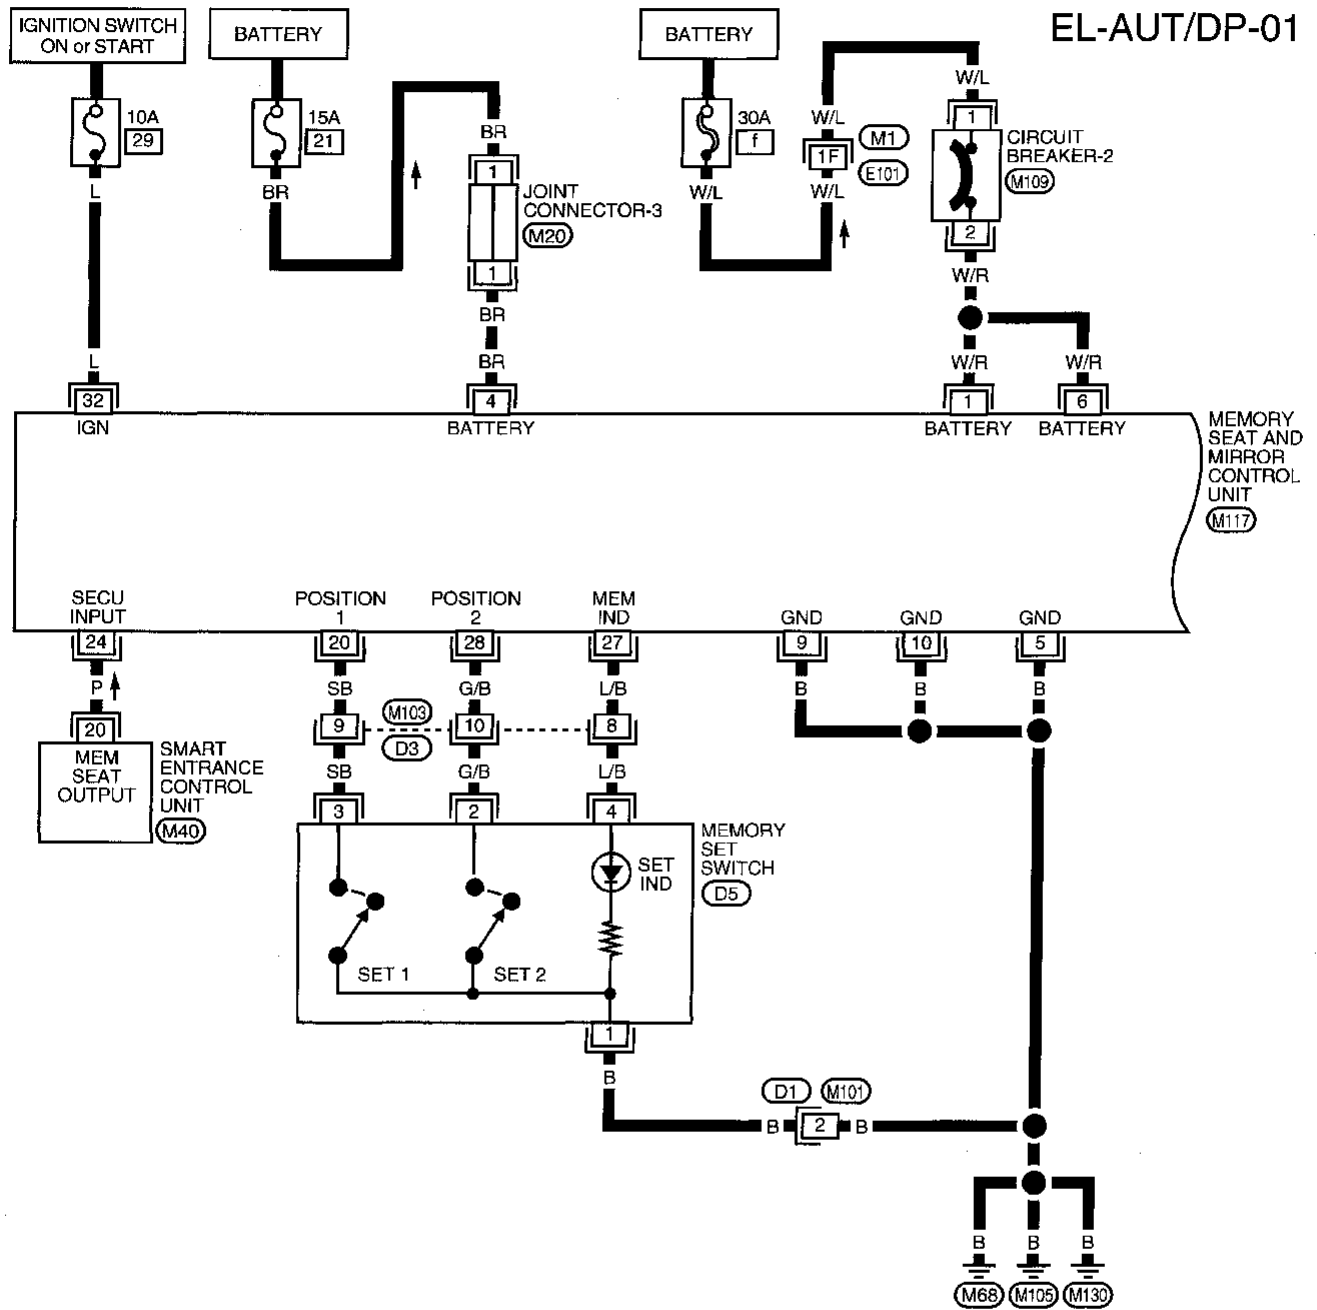 EL-AUT/DP-01
IGNITION SWITCH
ON or START
BATTERY
BATTERY
10A
29
15A
21
30A
f
L
BR
BR
1
JOINT
CONNECTOR-3
M20
1
BR
BR
L
W/L
W/L
1F
W/L
M1
E101
W/L
1
CIRCUIT
BREAKER-2
M109
2
W/R
W/R
W/R
32
4
1
6
IGN
BATTERY
BATTERY
BATTERY
MEMORY
SEAT AND
MIRROR
CONTROL
UNIT
M117
SECU
INPUT
POSITION
1
POSITION
2
MEM
IND
GND
GND
GND
24
20
28
27
9
10
5
P
SB
G/B
L/B
B
B
B
20
9
M103
D3
10
8
MEM
SEAT
OUTPUT
SMART
ENTRANCE
CONTROL
UNIT
M40
SB
G/B
L/B
3
2
4
MEMORY
SET
SWITCH
D5
SET
IND
SET 1
SET 2
1
B
D1
M101
B
2
B
B
B
B
M68
M105
M130